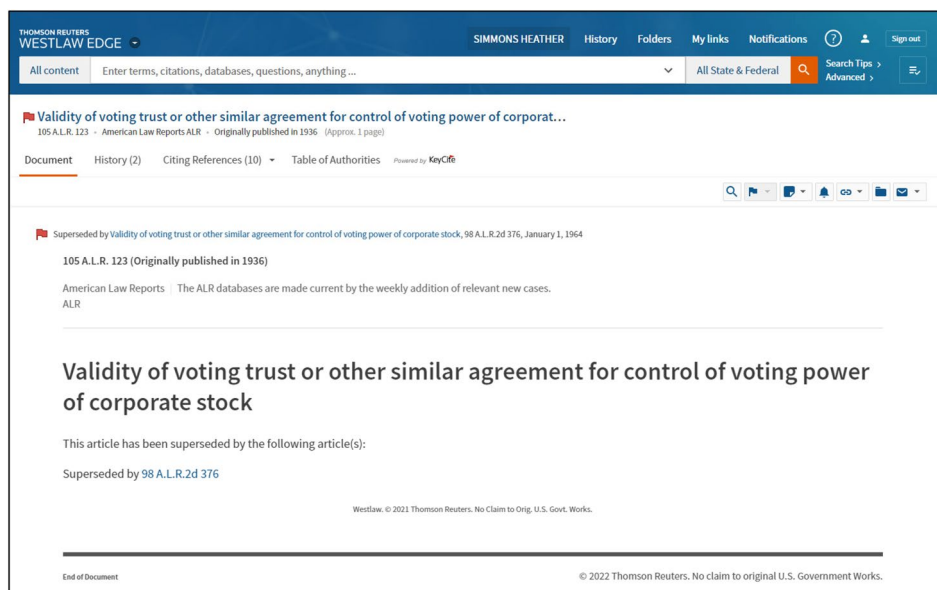 THOMSON REUTERS
WESTLAW EDGE
SIMMONS HEATHER History Folders My links Notifications ? Sign out
All content Enter terms, citations, databases, questions, anything ... All State & Federal Search Tips >
Advanced >
Validity of voting trust or other similar agreement for control of voting power of corporat...
105 A.L.R. 123 • American Law Reports ALR • Originally published in 1936 (Approx. 1 page)
Document History (2) Citing References (10) Table of Authorities Powered by KeyCite
Superseded by Validity of voting trust or other similar agreement for control of voting power of corporate stock, 98 A.L.R.2d 376, January 1, 1964
105 A.L.R. 123 (Originally published in 1936)
American Law Reports | The ALR databases are made current by the weekly addition of relevant new cases.
ALR
Validity of voting trust or other similar agreement for control of voting power
of corporate stock
This article has been superseded by the following article(s):
Superseded by 98 A.L.R.2d 376
Westlaw. © 2021 Thomson Reuters. No Claim to Orig. U.S. Govt. Works.
End of Document © 2022 Thomson Reuters. No claim to original U.S. Government Works.